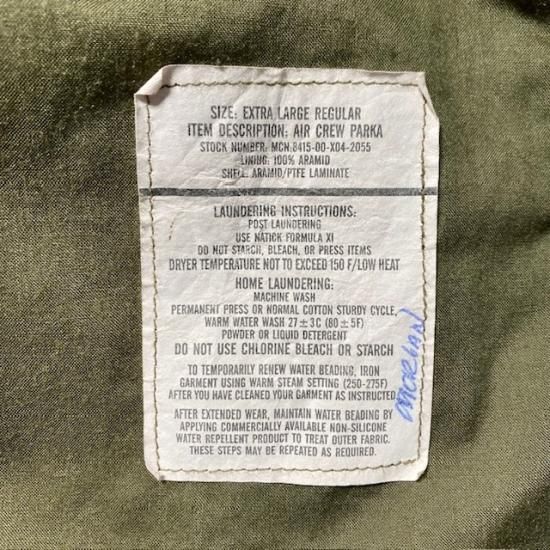 SIZE: EXTRA LARGE REGULAR
ITEM DESCRIPTION: AIR CREW PARKA
STOCK NUMBER: MCN:8415-00-X04-2055
LINING: 100% ARAMID
SHELL: ARAMID/PTFE LAMINATE
LAUNDERING INSTRUCTIONS:
POST LAUNDERING
USE NATICK FORMULA XI
DO NOT STARCH, BLEACH, OR PRESS ITEMS
DRYER TEMPERATURE NOT TO EXCEED 150 F/LOW HEAT
HOME LAUNDERING:
MACHINE WASH
PERMANENT PRESS OR NORMAL COTTON STURDY CYCLE,
WARM WATER WASH 27±3C (80±5F)
POWDER OR LIQUID DETERGENT
DO NOT USE CHLORINE BLEACH OR STARCH
TO TEMPORARILY RENEW WATER BEADING, IRON
GARMENT USING WARM STEAM SETTING (250-275F)
AFTER YOU HAVE CLEANED YOUR GARMENT AS INSTRUCTED.
AFTER EXTENDED WEAR, MAINTAIN WATER BEADING BY
APPLYING COMMERCIALLY AVAILABLE NON-SILICONE
WATER REPELLENT PRODUCT TO TREAT OUTER FABRIC.
THESE STEPS MAY BE REPEATED AS REQUIRED.